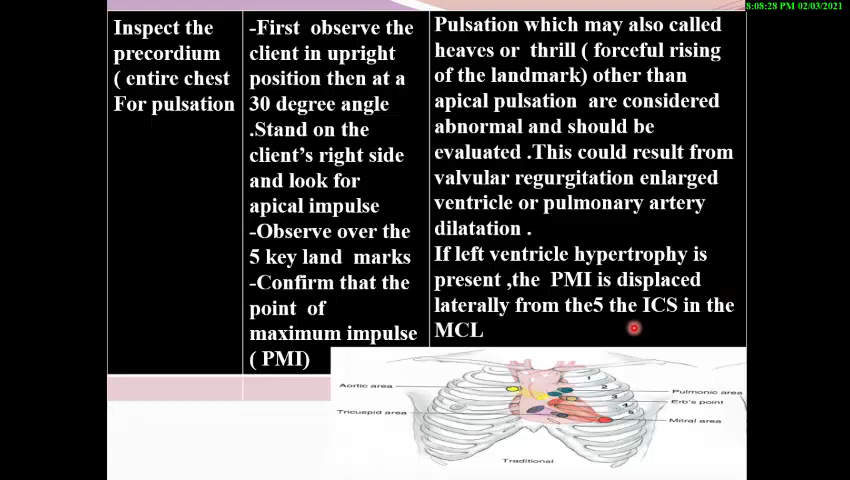 8:08:28 PM 02/03/2021
Inspect the
precordium
( entire chest
For pulsation
-First observe the
client in upright
position then at a
30 degree angle
.Stand on the
client's right side
and look for
apical impulse
-Observe over the
5 key land marks
-Confirm that the
point of
maximum impulse
( PMI)
Pulsation which may also called
heaves or thrill ( forceful rising
of the landmark) other than
apical pulsation are considered
abnormal and should be
evaluated .This could result from
valvular regurgitation enlarged
ventricle or pulmonary artery
dilatation .
If left ventricle hypertrophy is
present ,the PMI is displaced
laterally from the5 the ICS in the
MCL
Aortic area
Tricuspid area
1
2
3
4
5
Pulmonic area
Erb's point
Mitral area
Traditional